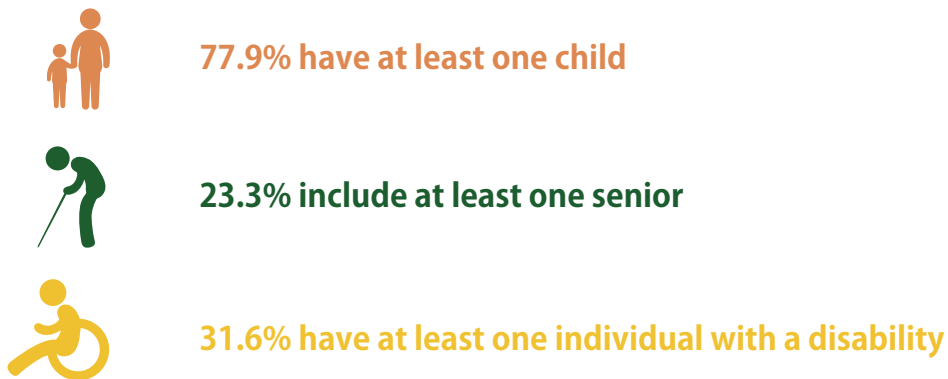 77.9% have at least one child
23.3% include at least one senior
31.6% have at least one individual with a disability